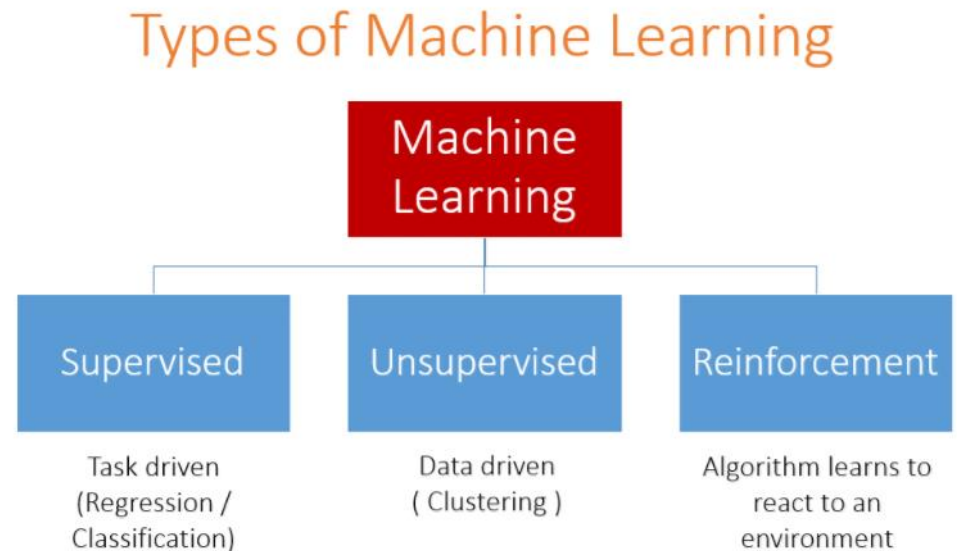 Types of Machine Learning
Machine
Learning
Supervised
Unsupervised
Reinforcement
Task driven
(Regression /
Classification)
Data driven
( Clustering )
Algorithm learns to
react to an
environment